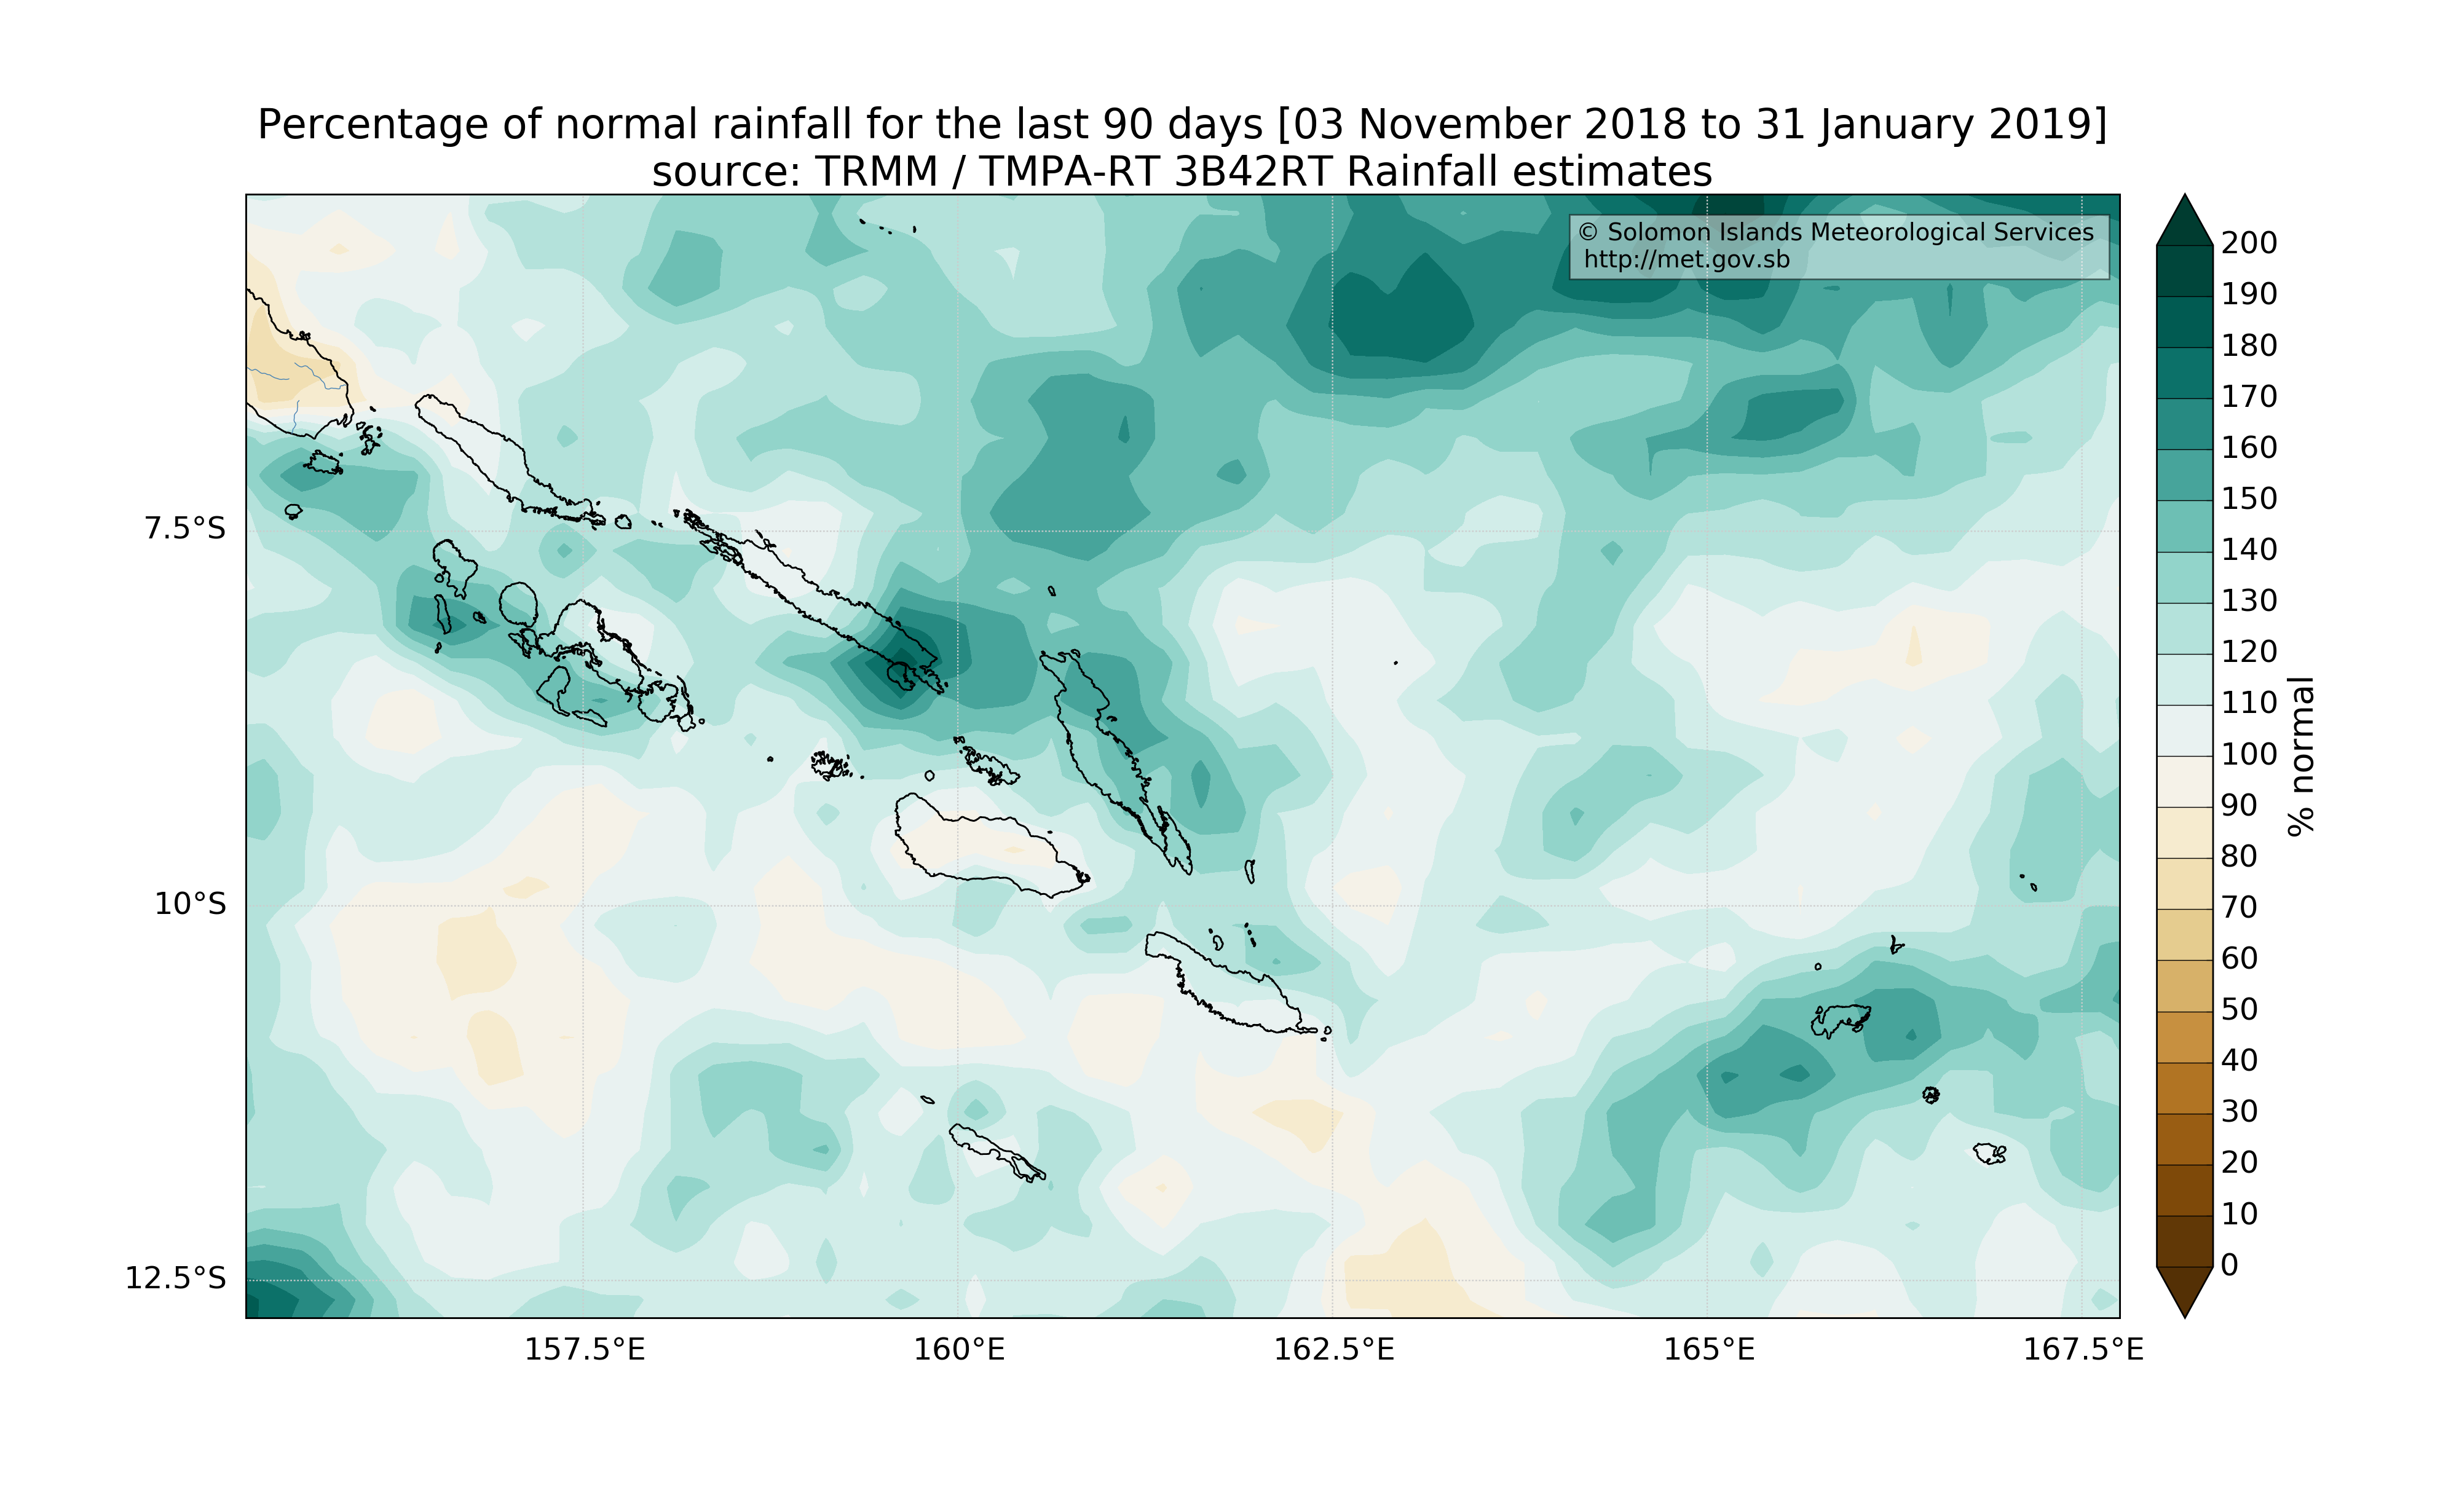 Percentage of normal rainfall for the last 90 days [03 November 2018 to 31 January 2019]
source: TRMM / TMPA-RT 3B42RT Rainfall estimates
© Solomon Islands Meteorological Services
http://met.gov.sb
7.5°S
10°S
12.5°S
157.5°E
160°E
162.5°E
165°E
167.5°E
200
190
180
170
160
150
140
130
120
110
100
90
80
70
60
50
40
30
20
10
0
% normal